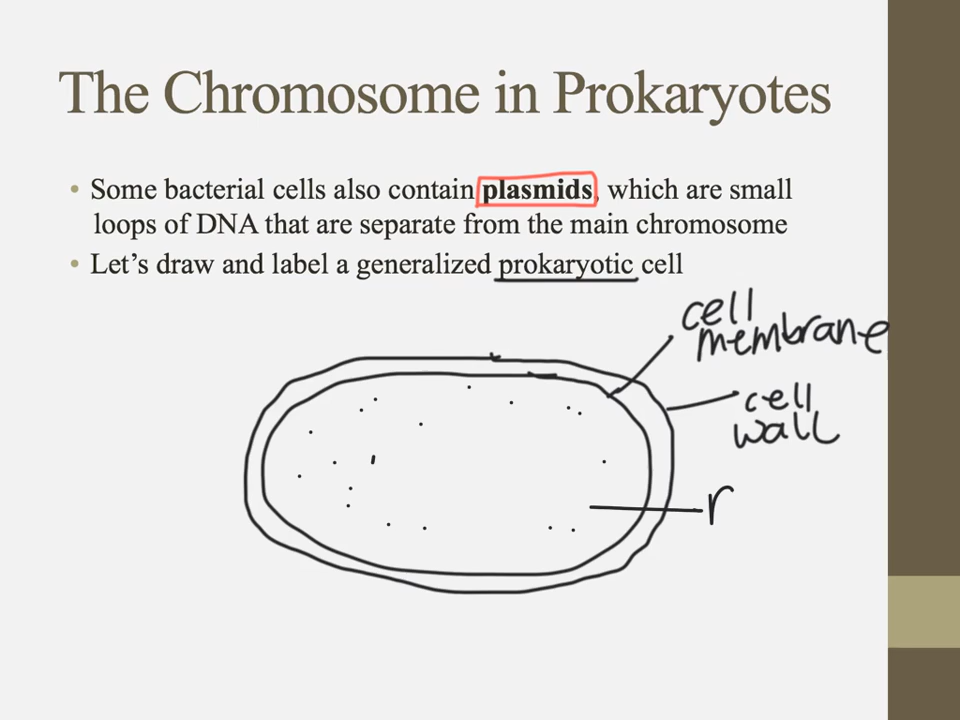 The Chromosome in Prokaryotes
• Some bacterial cells also contain plasmids, which are small
loops of DNA that are separate from the main chromosome
• Let’s draw and label a generalized prokaryotic cell
cell
membrane
cell
wall
r